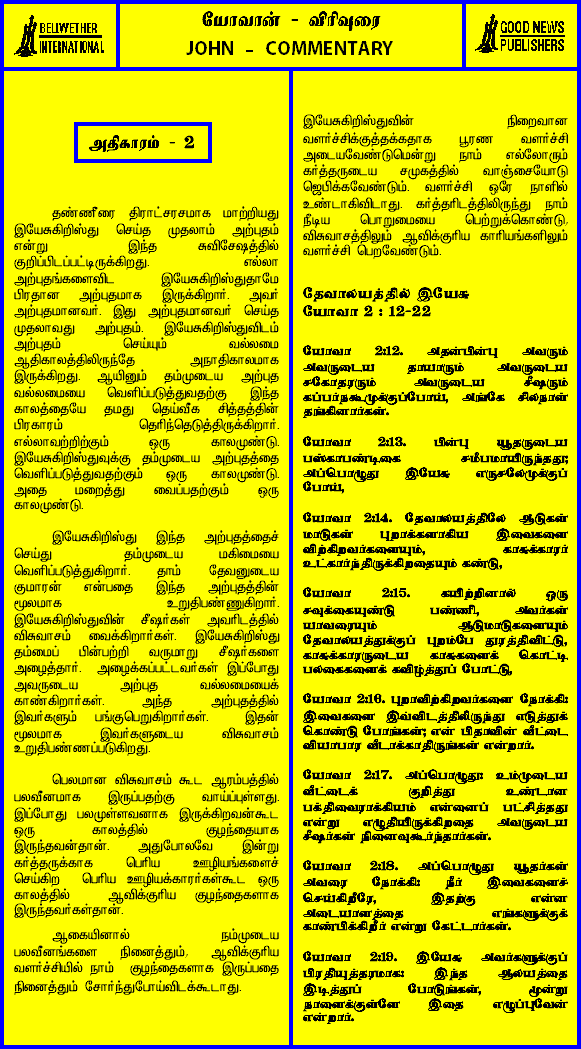 BELWETHER
INTERNATIONAL
யோவான் - விரிவுரை
JOHN - COMMENTARY
GOOD NEWS
PUBLISHERS
அதிகாரம் - 2
தண்ணீரை திராட்சரசமாக மாற்றியது
இயேசுகிறிஸ்து செய்த முதலாம் அற்புதம்
என்று இந்த சுவிசேஷத்தில்
குறிப்பிடப்பட்டிருக்கிறது. எல்லா
அற்புதங்களைவிட இயேசுகிறிஸ்துதாமே
பிரதான அற்புதமாக இருக்கிறார். அவர்
அற்புதமானவர். இது அற்புதமானவர் செய்த
முதலாவது அற்புதம். இயேசுகிறிஸ்துவிடம்
அற்புதம் செய்யும் வல்லமை
ஆதிகாலத்திலிருந்தே அநாதிகாலமாக
இருக்கிறது. ஆயினும் தம்முடைய அற்புத
வல்லமையை வெளிப்படுத்துவதற்கு இந்த
காலத்தையே தமது தெய்வீக சித்தத்தின்
பிரகாரம் தெரிந்தெடுத்திருக்கிறார்.
எல்லாவற்றிற்கும் ஒரு காலமுண்டு.
இயேசுகிறிஸ்துவுக்கு தம்முடைய அற்புதத்தை
வெளிப்படுத்துவதற்கும் ஒரு காலமுண்டு.
அதை மறைத்து வைப்பதற்கும் ஒரு
காலமுண்டு.
இயேசுகிறிஸ்து இந்த அற்புதத்தைச்
செய்து தம்முடைய மகிமையை
வெளிப்படுத்துகிறார். தாம் தேவனுடைய
குமாரன் என்பதை இந்த அற்புதத்தின்
மூலமாக உறுதிபண்ணுகிறார்.
இயேசுகிறிஸ்துவின் சீஷர்கள் அவரிடத்தில்
விசுவாசம் வைக்கிறார்கள். இயேசுகிறிஸ்து
தம்மைப் பின்பற்றி வருமாறு சீஷர்களை
அழைத்தார். அழைக்கப்பட்டவர்கள் இப்போது
அவருடைய அற்புத வல்லமையைக்
காண்கிறார்கள். அந்த அற்புதத்தில்
இவர்களும் பங்குபெறுகிறார்கள். இதன்
மூலமாக இவர்களுடைய விசுவாசம்
உறுதிபண்ணப்படுகிறது.
பெலமான விசுவாசம் கூட ஆரம்பத்தில்
பலவீனமாக இருப்பதற்கு வாய்ப்புள்ளது.
இப்போது பலமுள்ளவனாக இருக்கிறவன்கூட
ஒரு காலத்தில் குழந்தையாக
இருந்தவன்தான். அதுபோலவே இன்று
கர்த்தருக்காக பெரிய ஊழியங்களைச்
செய்கிற பெரிய ஊழியக்காரர்கள்கூட ஒரு
காலத்தில் ஆவிக்குரிய குழந்தைகளாக
இருந்தவர்கள்தான்.
ஆகையினால் நம்முடைய
பலவீனங்களை நினைத்தும், ஆவிக்குரிய
வளர்ச்சியில் நாம் குழந்தைகளாக இருப்பதை
நினைத்தும் சோர்ந்துபோய்விடக்கூடாது.
இயேசுகிறிஸ்துவின் நிறைவான
வளர்ச்சிக்குத்தக்கதாக பூரண வளர்ச்சி
அடையவேண்டுமென்று நாம் எல்லோரும்
கர்த்தருடைய சமுகத்தில் வாஞ்சையோடு
ஜெபிக்கவேண்டும். வளர்ச்சி ஒரே நாளில்
உண்டாகிவிடாது. கர்த்தரிடத்திலிருந்து நாம்
நீடிய பொறுமையை பெற்றுக்கொண்டு,
விசுவாசத்திலும் ஆவிக்குரிய காரியங்களிலும்
வளர்ச்சி பெறவேண்டும்.
தேவாலயத்தில் இயேசு
யோவா 2 : 12-22
யோவா 2:12. அதன்பின்பு அவரும்
அவருடைய தாயாரும் அவருடைய
சகோதரரும் அவருடைய சீஷரும்
கப்பர்நகூமுக்குப்போய், அங்கே சிலநாள்
தங்கினார்கள்.
யோவா 2:13. பின்பு யூதருடைய
பஸ்காபண்டிகை சமீபமாயிருந்தது;
அப்பொழுது இயேசு எருசலேமுக்குப்
போய்,
யோவா 2:14. தேவாலயத்திலே ஆடுகள்
மாடுகள் புறாக்களாகிய இவைகளை
விற்கிறவர்களையும், காசுக்காரர்
உட்கார்ந்திருக்கிறதையும் கண்டு,
யோவா 2:15. கயிற்றினால் ஒரு
சவுக்கையுண்டு பண்ணி, அவர்கள்
யாவரையும் ஆடுமாடுகளையும்
தேவாலயத்துக்குப் புறம்பே துரத்திவிட்டு,
காசுக்காரருடைய காசுகளைக் கொட்டி
பலகைகளைக் கவிழ்த்துப் போட்டு,
யோவா 2:16. புறாவிற்கிறவர்களை நோக்கி:
இவைகளை இவ்விடத்திலிருந்து எடுத்துக்
கொண்டு போங்கள்; என் பிதாவின் வீட்டை
வியாபார வீடாக்காதிருங்கள் என்றார்.
யோவா 2:17. அப்பொழுது: உம்முடைய
வீட்டைக் குறித்து உண்டான
பக்திவைராக்கியம் என்னைப் பட்சித்தது
என்று எழுதியிருக்கிறதை அவருடைய
சீஷர்கள் நினைவுகூர்ந்தார்கள்.
யோவா 2:18. அப்பொழுது யூதர்கள்
அவரை நோக்கி: நீர் இவைகளைச்
செய்கிறீரே, இதற்கு என்ன
அடையாளத்தை எங்களுக்குக்
காண்பிக்கிறீர் என்று கேட்டார்கள்.
யோவா 2:19. இயேசு அவர்களுக்குப்
பிரதியுத்தரமாக: இந்த ஆலயத்தை
இடித்துப் போடுங்கள், மூன்று
நாளைக்குள்ளே இதை எழுப்புவேன்
என்றார்.